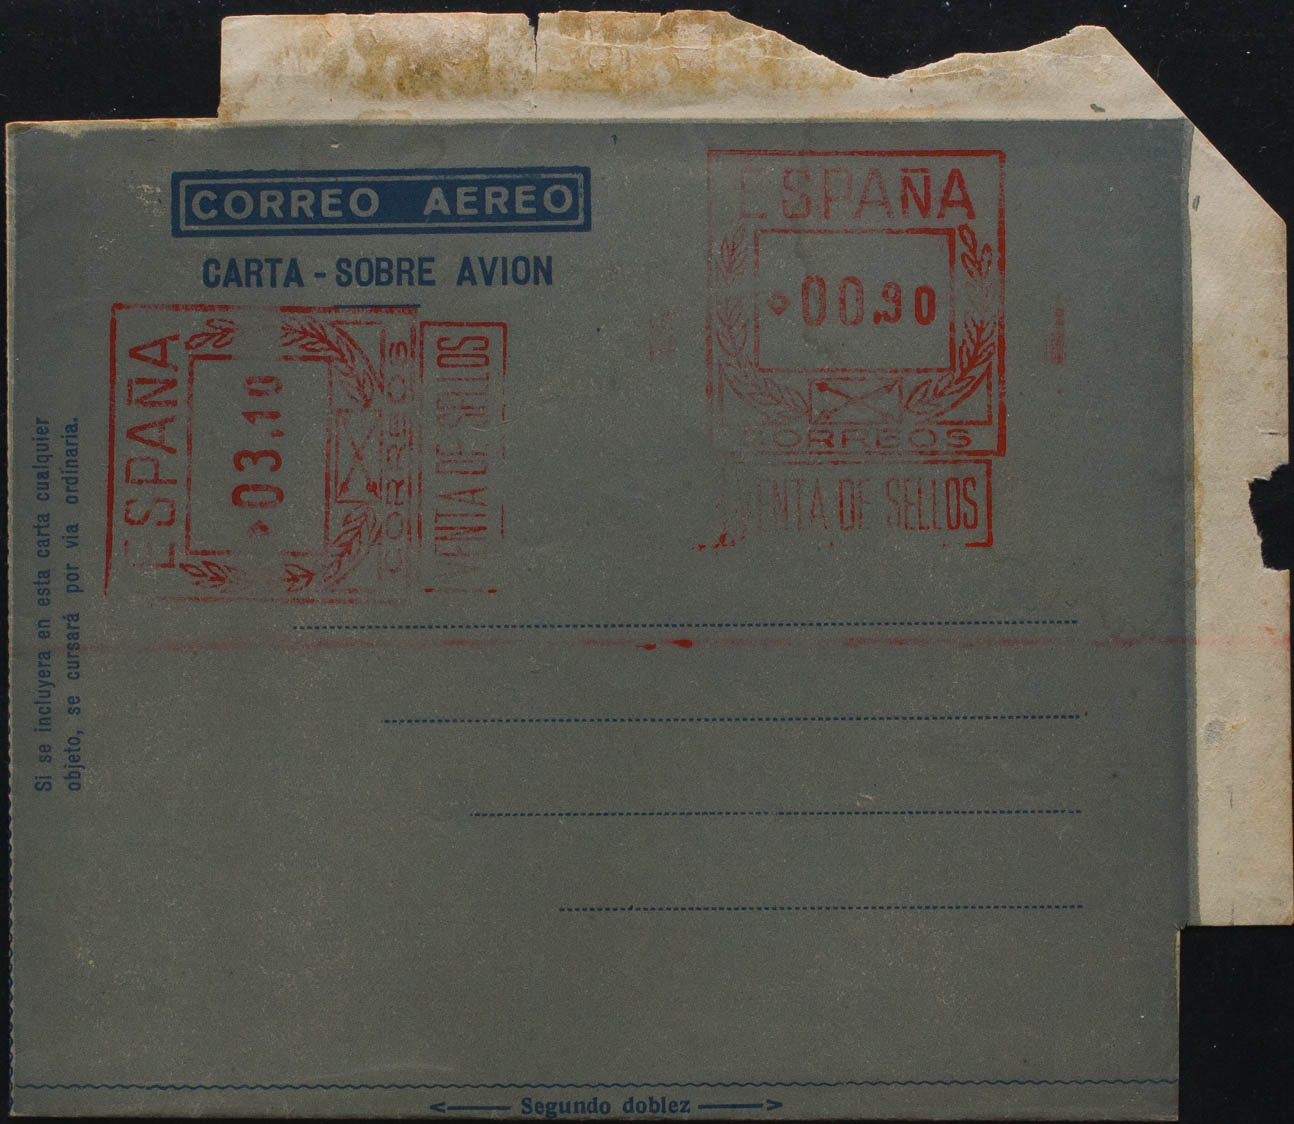 CORREO AEREO
CARTA - SOBRE AVION
ESPAÑA
00.90
CORREOS
VENTA DE SELLOS
ESPAÑA
03.10
CORREOS
VENTA DE SELLOS
Si se incluyera en esta carta cualquier
objeto, se cursará por via ordinaria.
Segundo doblez